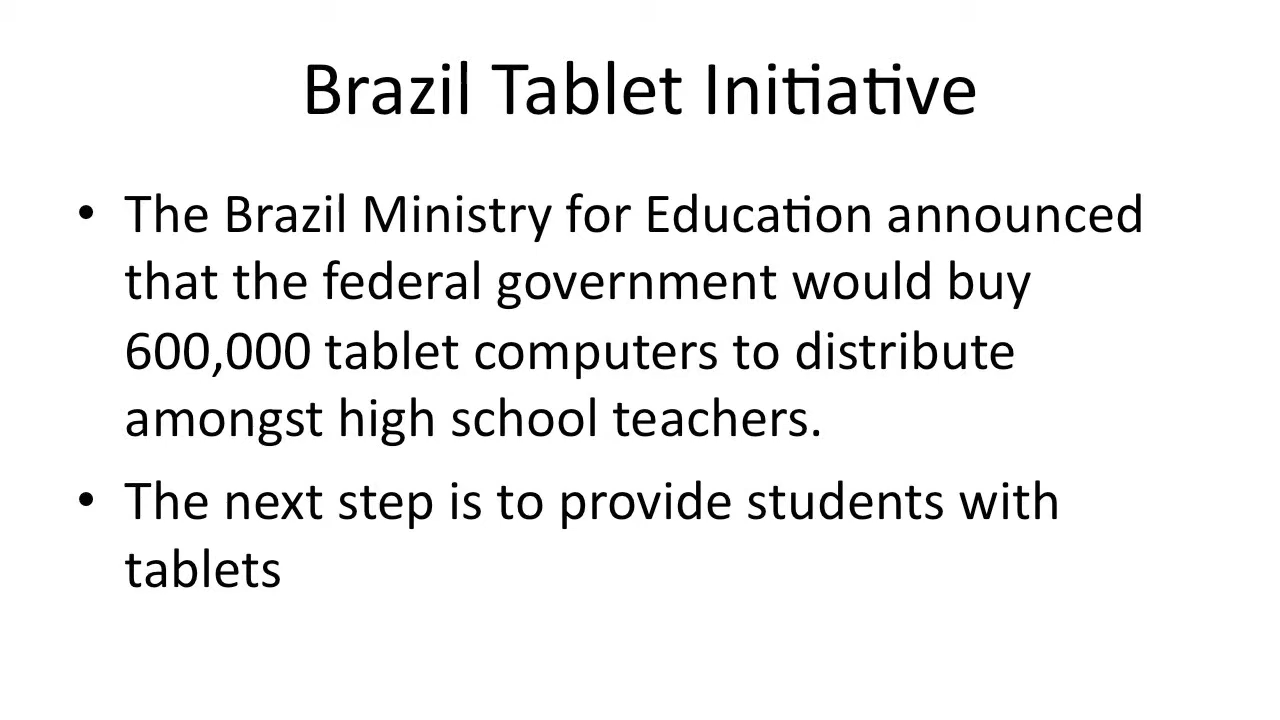 Brazil Tablet Initiative
• The Brazil Ministry for Education announced
that the federal government would buy
600,000 tablet computers to distribute
amongst high school teachers.
• The next step is to provide students with
tablets